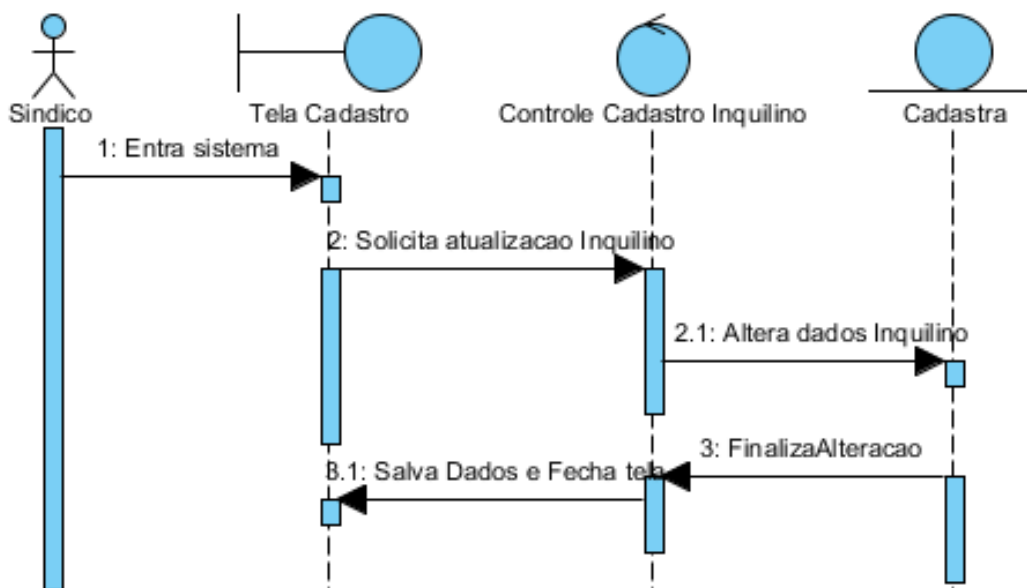 Sindico
Tela Cadastro
Controle Cadastro Inquilino
Cadastra
1: Entra sistema
2: Solicita atualizacao Inquilino
2.1: Altera dados Inquilino
3: FinalizaAlteracao
3.1: Salva Dados e Fecha tela